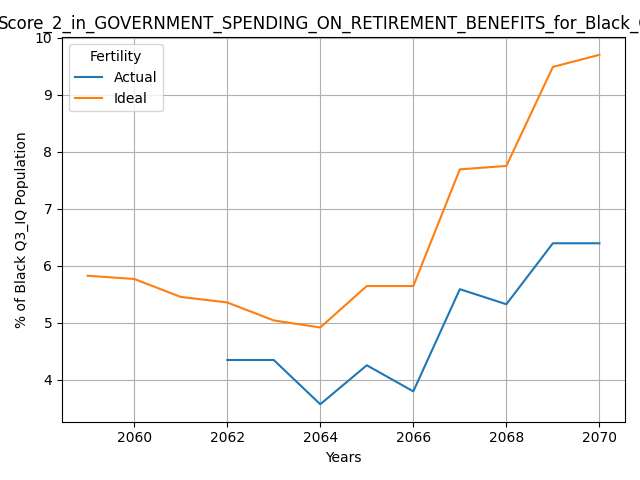 Score_2_in_GOVERNMENT_SPENDING_ON_RETIREMENT_BENEFITS_for_Black_
Fertility
Actual
Ideal
10
9
8
7
6
5
4
% of Black Q3_IQ Population
2060 2062 2064 2066 2068 2070
Years